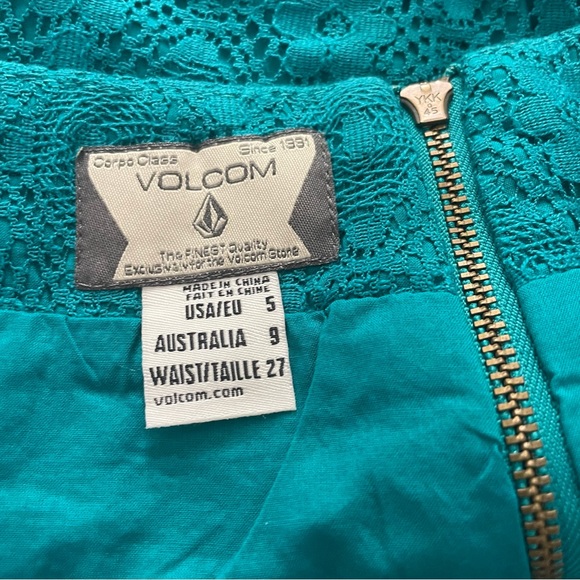 Corpo Class Since 1991
VOLCOM
The FINEST Quality
Exclusively for the Volcom Stone
MADE IN CHINA
FAIT EN CHINE
USA/EU 5
AUSTRALIA 9
WAIST/TAILLE 27
volcom.com
YKK
45